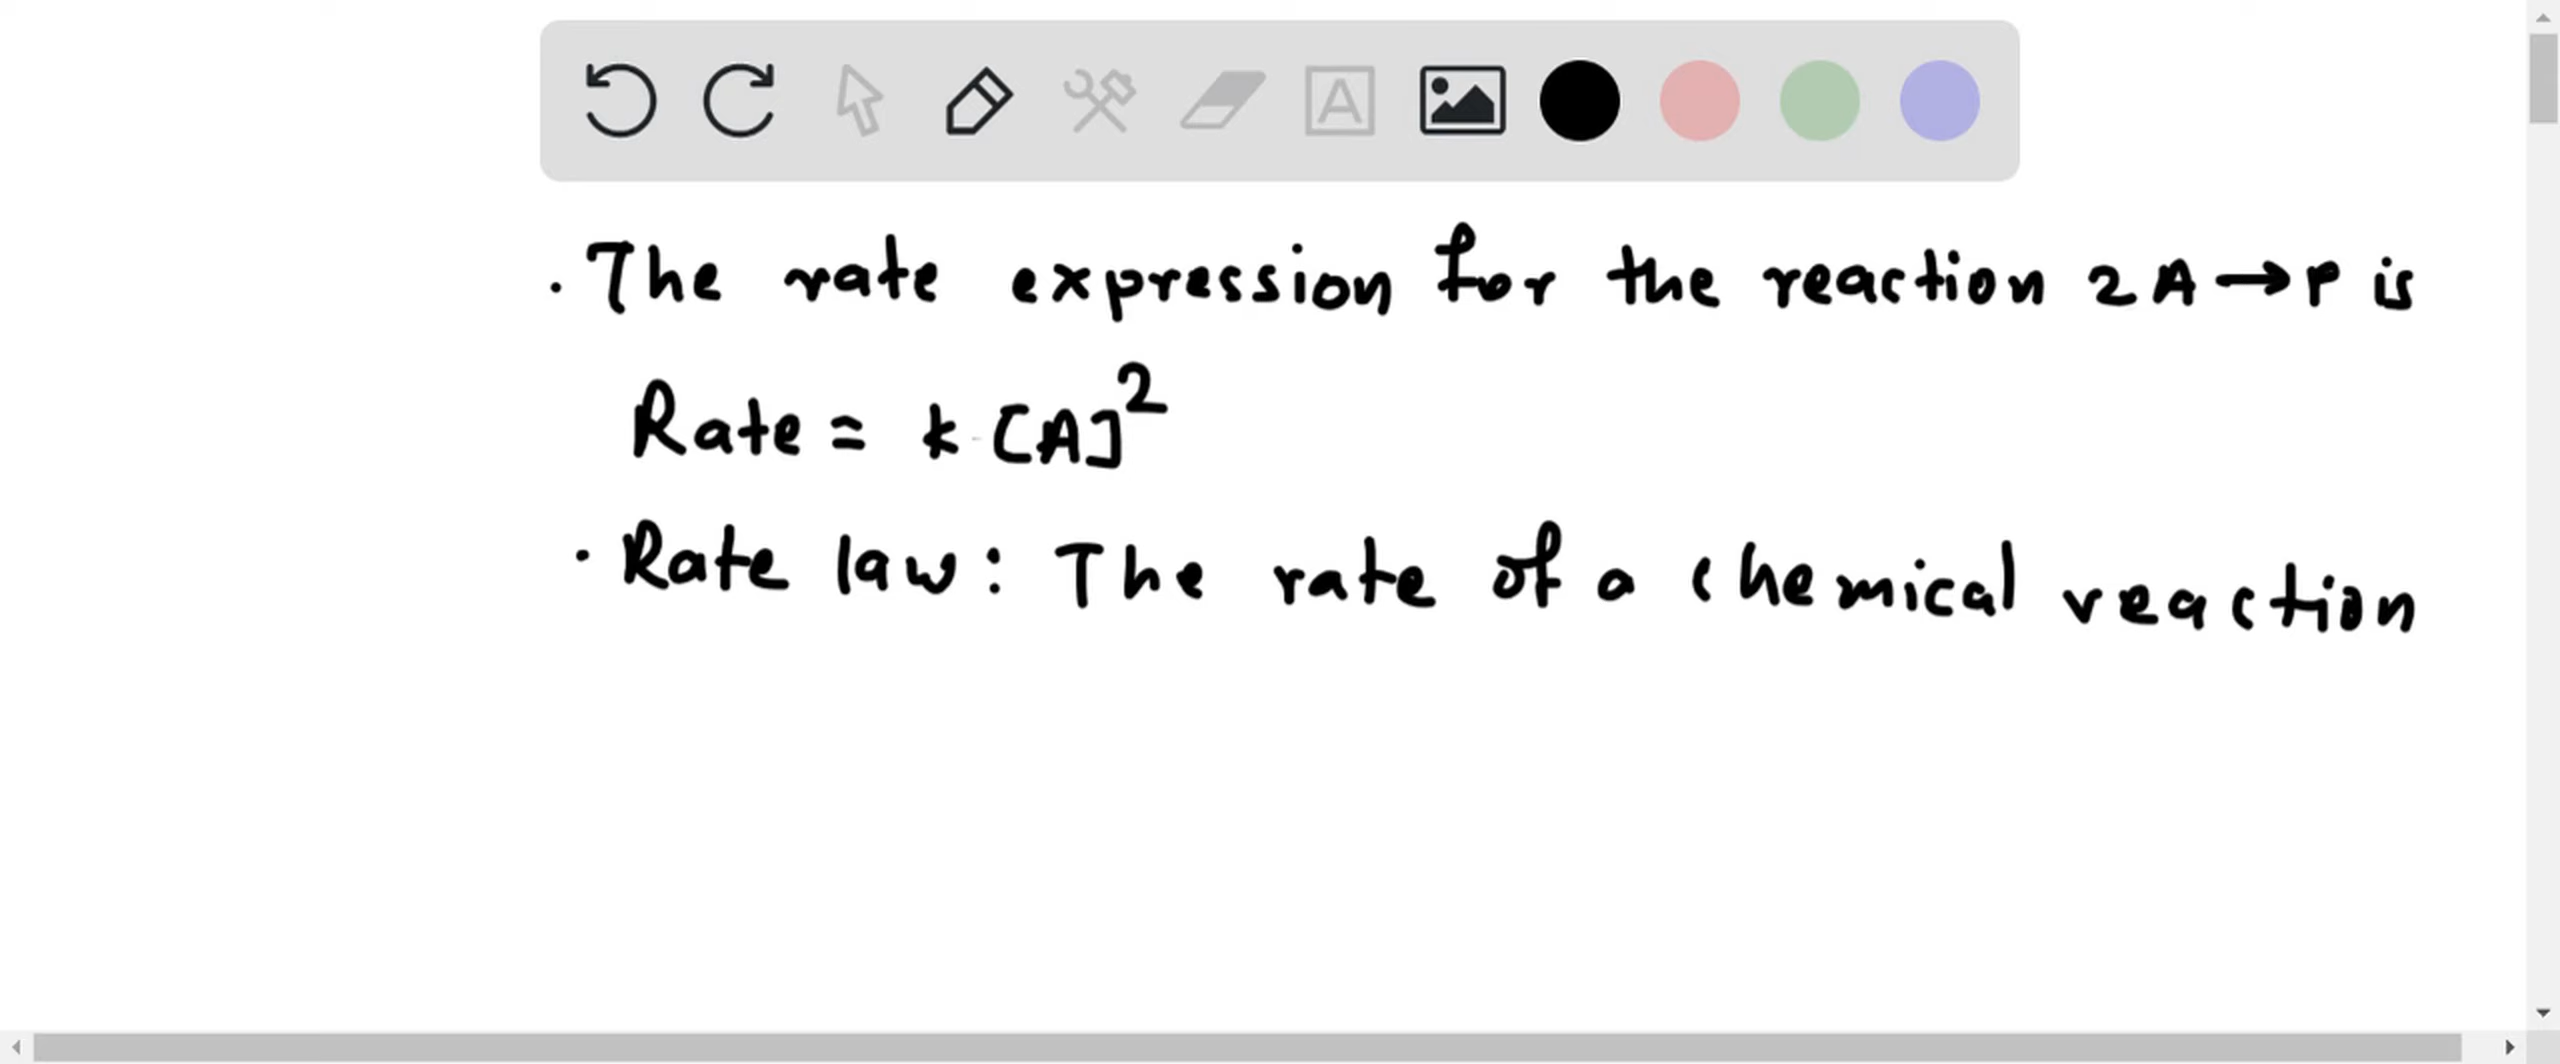 A
. The rate expression for the reaction 2A → P is
Rate = k [A]²
· Rate law: The rate of a chemical reaction